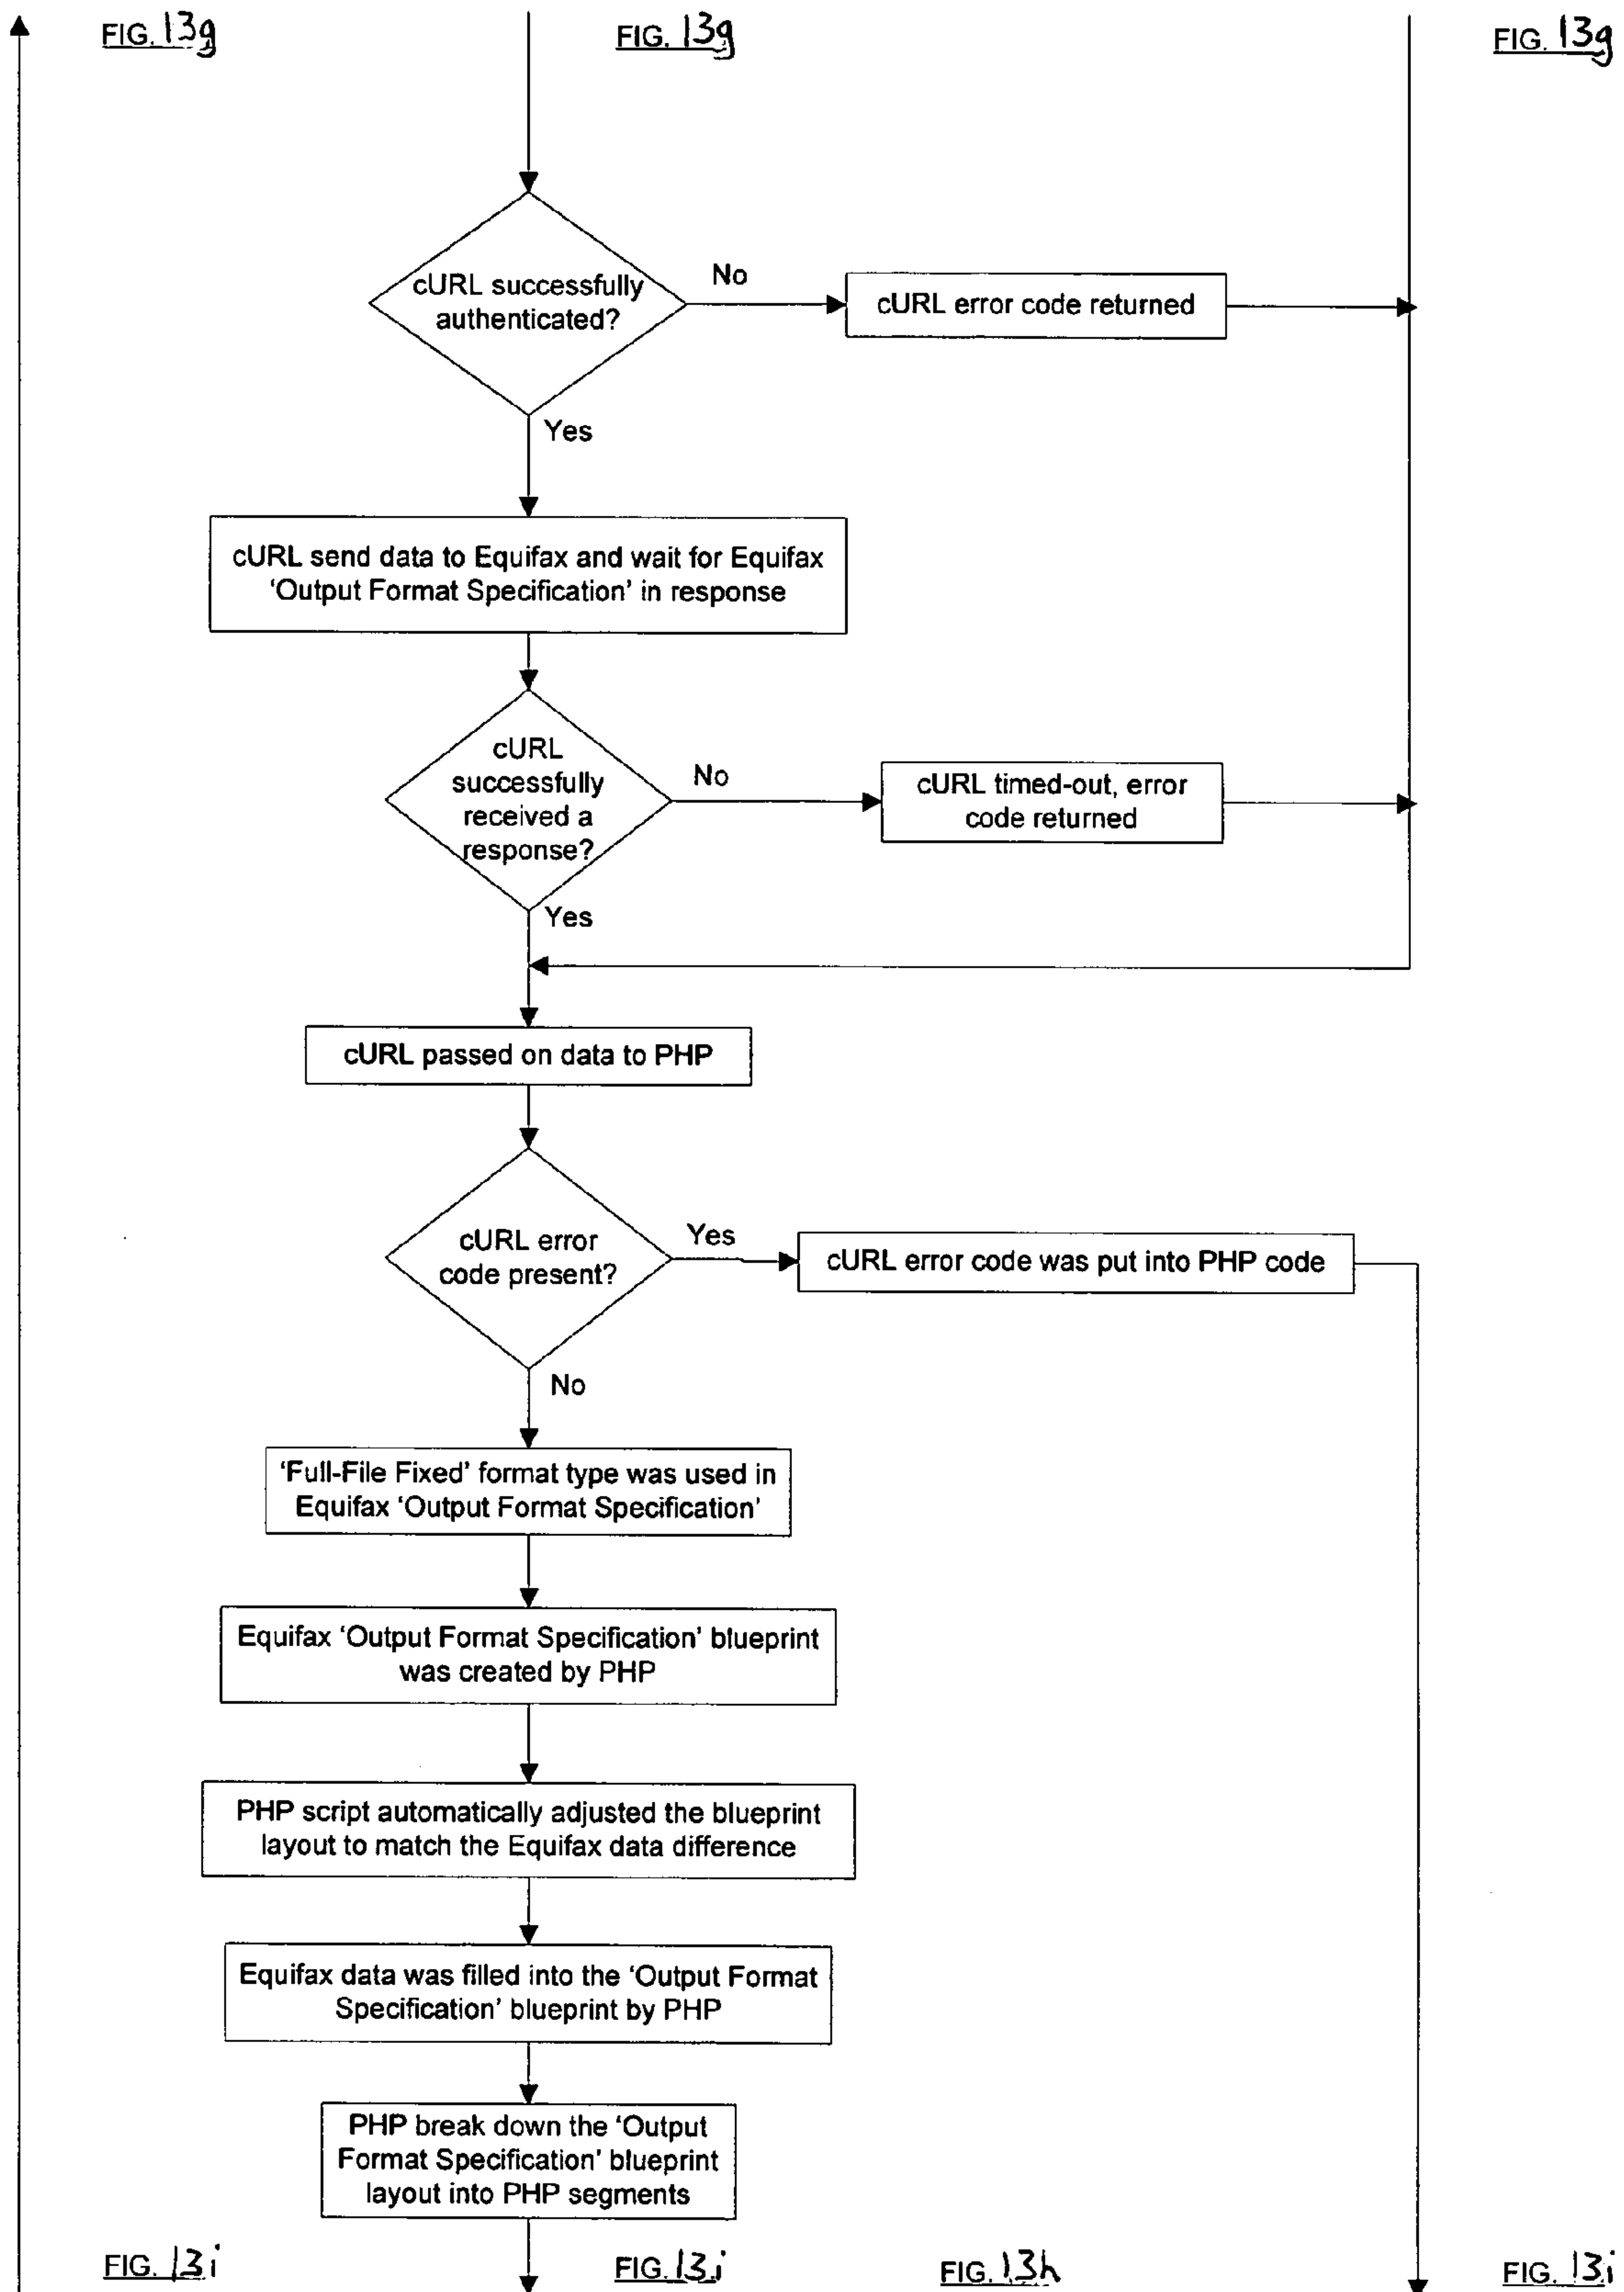 FIG. 13g
FIG. 13g
FIG. 13g
cURL successfully
authenticated?
No
cURL error code returned
Yes
cURL send data to Equifax and wait for Equifax
‘Output Format Specification’ in response
cURL
successfully
received a
response?
No
cURL timed-out, error
code returned
Yes
cURL passed on data to PHP
cURL error
code present?
Yes
cURL error code was put into PHP code
No
‘Full-File Fixed’ format type was used in
Equifax ‘Output Format Specification’
Equifax ‘Output Format Specification’ blueprint
was created by PHP
PHP script automatically adjusted the blueprint
layout to match the Equifax data difference
Equifax data was filled into the ‘Output Format
Specification’ blueprint by PHP
PHP break down the ‘Output
Format Specification’ blueprint
layout into PHP segments
FIG. 13i
FIG. 13i
FIG. 13h
FIG. 13i